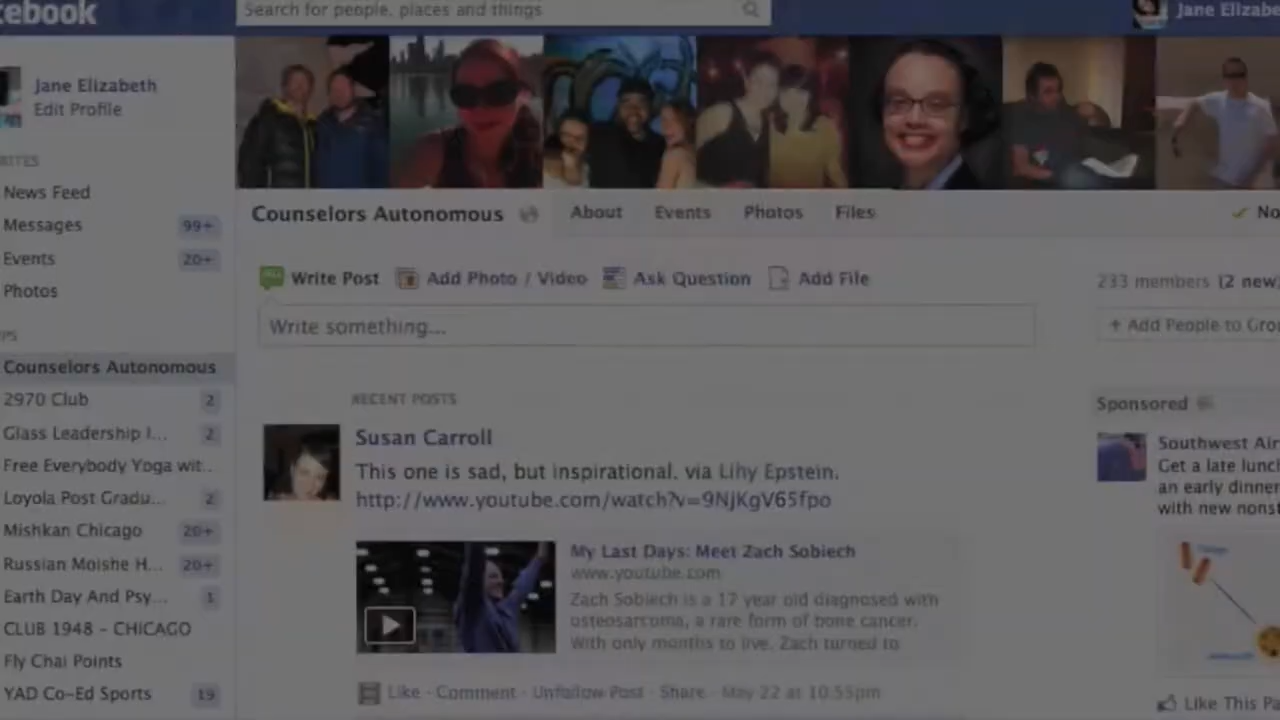 cebook
Search for people, places and things
Jane Elizabe
Jane Elizabeth
Edit Profile
RITES
News Feed
Messages 99+
Events 20+
Photos
PS
Counselors Autonomous
2970 Club 2
Glass Leadership I... 2
Free Everybody Yoga wit..
Loyola Post Gradu... 2
Mishkan Chicago 20+
Russian Moishe H... 20+
Earth Day And Psy... 1
CLUB 1948 - CHICAGO
Fly Chai Points
YAD Co-Ed Sports 19
Counselors Autonomous About Events Photos Files No
Write Post Add Photo / Video Ask Question Add File
Write something...
RECENT POSTS
Susan Carroll
This one is sad, but inspirational. via Lihy Epstein.
http://www.youtube.com/watch?v=9NjKgV65fpo
My Last Days: Meet Zach Sobiech
www.youtube.com
Zach Sobiech is a 17 year old diagnosed with
osteosarcoma, a rare form of bone cancer.
With only months to live, Zach turned to
Like · Comment · Unfollow Post · Share · May 22 at 10:55pm
233 members (2 new)
+ Add People to Gro
Sponsored
Southwest Air
Get a late lunch
an early dinner
with new nonst
Like This Pa